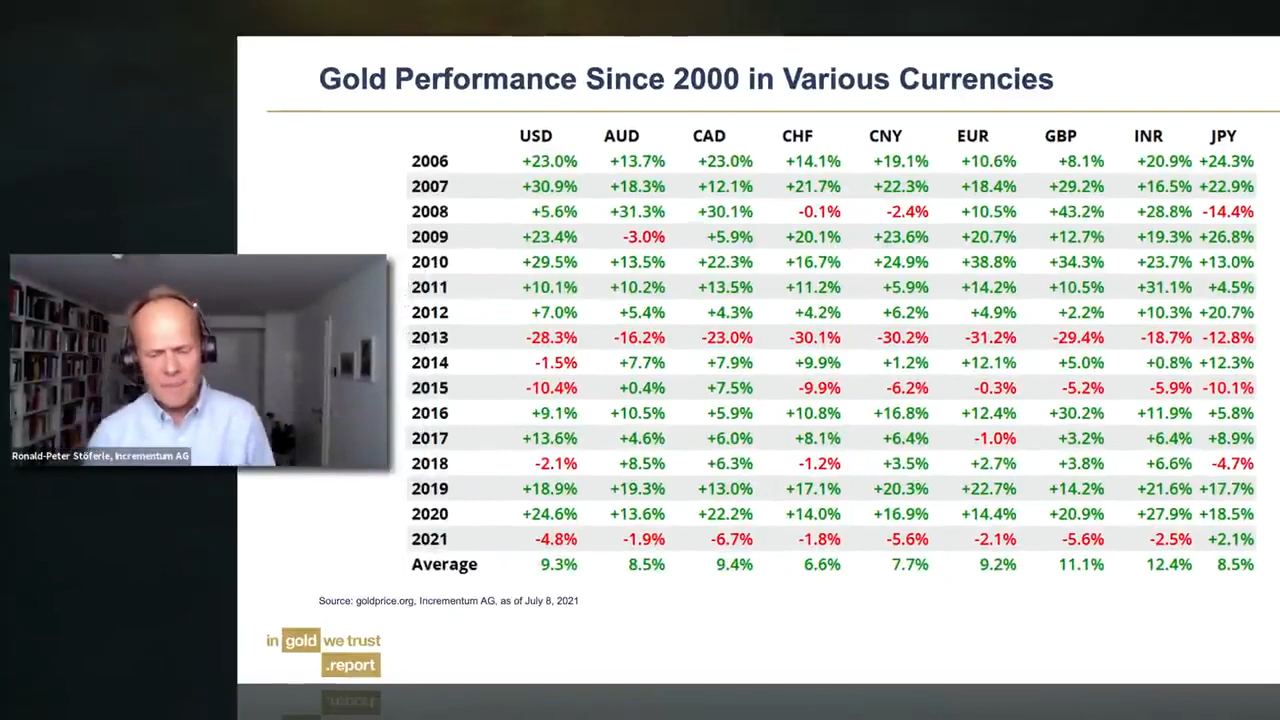 Gold Performance Since 2000 in Various Currencies
USD AUD CAD CHF CNY EUR GBP INR JPY
2006 +23.0% +13.7% +23.0% +14.1% +19.1% +10.6% +8.1% +20.9% +24.3%
2007 +30.9% +18.3% +12.1% +21.7% +22.3% +18.4% +29.2% +16.5% +22.9%
2008 +5.6% +31.3% +30.1% -0.1% -2.4% +10.5% +43.2% +28.8% -14.4%
2009 +23.4% -3.0% +5.9% +20.1% +23.6% +20.7% +12.7% +19.3% +26.8%
2010 +29.5% +13.5% +22.3% +16.7% +24.9% +38.8% +34.3% +23.7% +13.0%
2011 +10.1% +10.2% +13.5% +11.2% +5.9% +14.2% +10.5% +31.1% +4.5%
2012 +7.0% +5.4% +4.3% +4.2% +6.2% +4.9% +2.2% +10.3% +20.7%
2013 -28.3% -16.2% -23.0% -30.1% -30.2% -31.2% -29.4% -18.7% -12.8%
2014 -1.5% +7.7% +7.9% +9.9% +1.2% +12.1% +5.0% +0.8% +12.3%
2015 -10.4% +0.4% +7.5% -9.9% -6.2% -0.3% -5.2% -5.9% -10.1%
2016 +9.1% +10.5% +5.9% +10.8% +16.8% +12.4% +30.2% +11.9% +5.8%
2017 +13.6% +4.6% +6.0% +8.1% +6.4% -1.0% +3.2% +6.4% +8.9%
2018 -2.1% +8.5% +6.3% -1.2% +3.5% +2.7% +3.8% +6.6% -4.7%
2019 +18.9% +19.3% +13.0% +17.1% +20.3% +22.7% +14.2% +21.6% +17.7%
2020 +24.6% +13.6% +22.2% +14.0% +16.9% +14.4% +20.9% +27.9% +18.5%
2021 -4.8% -1.9% -6.7% -1.8% -5.6% -2.1% -5.6% -2.5% +2.1%
Average 9.3% 8.5% 9.4% 6.6% 7.7% 9.2% 11.1% 12.4% 8.5%
Source: goldprice.org, Incrementum AG, as of July 8, 2021
in gold we trust
.report
Ronald-Peter Stöferle, Incrementum AG